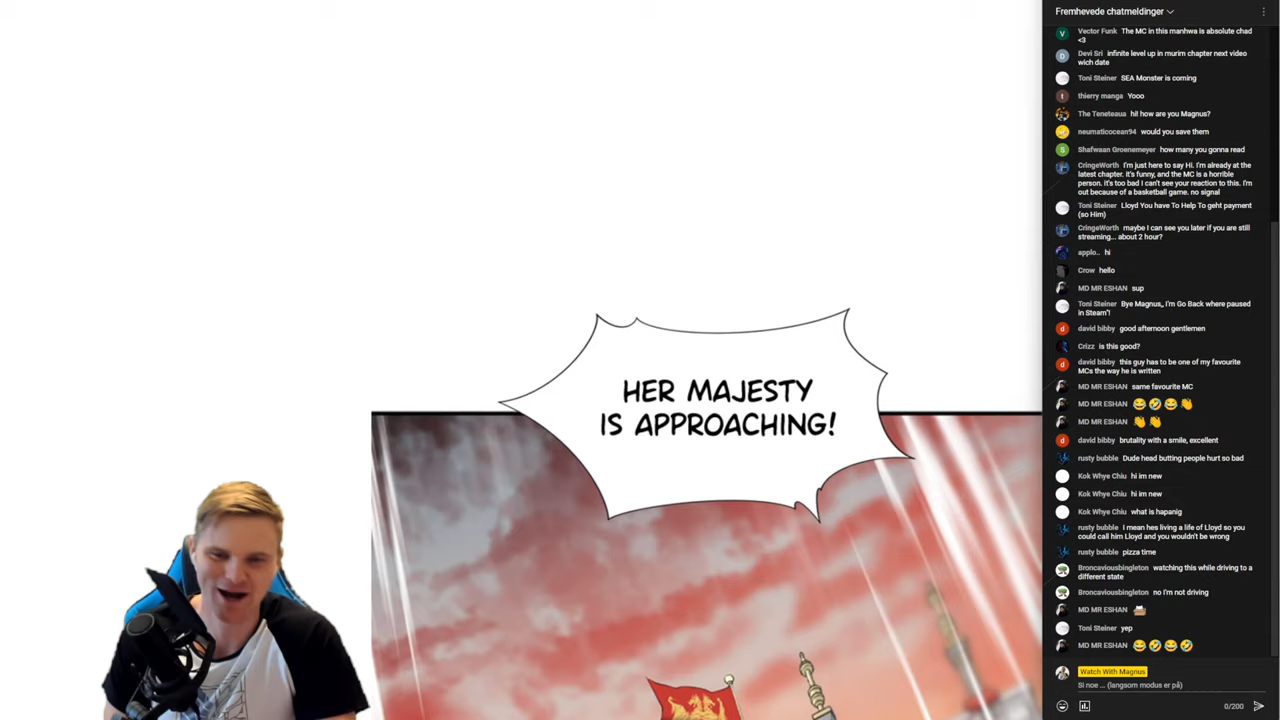 HER MAJESTY
IS APPROACHING!
Fremhevede chatmeldinger
Vector Funk The MC in this manhwa is absolute chad
<3
Devi Sri infinite level up in murim chapter next video
wich date
Toni Steiner SEA Monster is coming
thierry manga Yooo
The Teneteaua hi! how are you Magnus?
neumaticocean94 would you save them
Shafwaan Groenemeyer how many you gonna read
CringeWorth I'm just here to say Hi. I'm already at the
latest chapter. it's funny, and the MC is a horrible
person. it's too bad I can't see your reaction to this. I'm
out because of a basketball game. no signal
Toni Steiner Lloyd You have To Help To geht payment
(so Him)
CringeWorth maybe I can see you later if you are still
streaming... about 2 hour?
applo.. hi
Crow hello
MD MR ESHAN sup
Toni Steiner Bye Magnus,, I'm Go Back where paused
in Steam"!
david bibby good afternoon gentlemen
Crizz is this good?
david bibby this guy has to be one of my favourite
MCs the way he is written
MD MR ESHAN same favourite MC
MD MR ESHAN 😂🤣😂👏
MD MR ESHAN 👏👏
david bibby brutality with a smile, excellent
rusty bubble Dude head butting people hurt so bad
Kok Whye Chiu hi im new
Kok Whye Chiu hi im new
Kok Whye Chiu what is hapanig
rusty bubble I mean hes living a life of Lloyd so you
could call him Lloyd and you wouldn't be wrong
rusty bubble pizza time
Broncaviousbingleton watching this while driving to a
different state
Broncaviousbingleton no I'm not driving
MD MR ESHAN
Toni Steiner yep
MD MR ESHAN 😂🤣😂🤣
Watch With Magnus
Si noe ... (langsom modus er på)
0/200